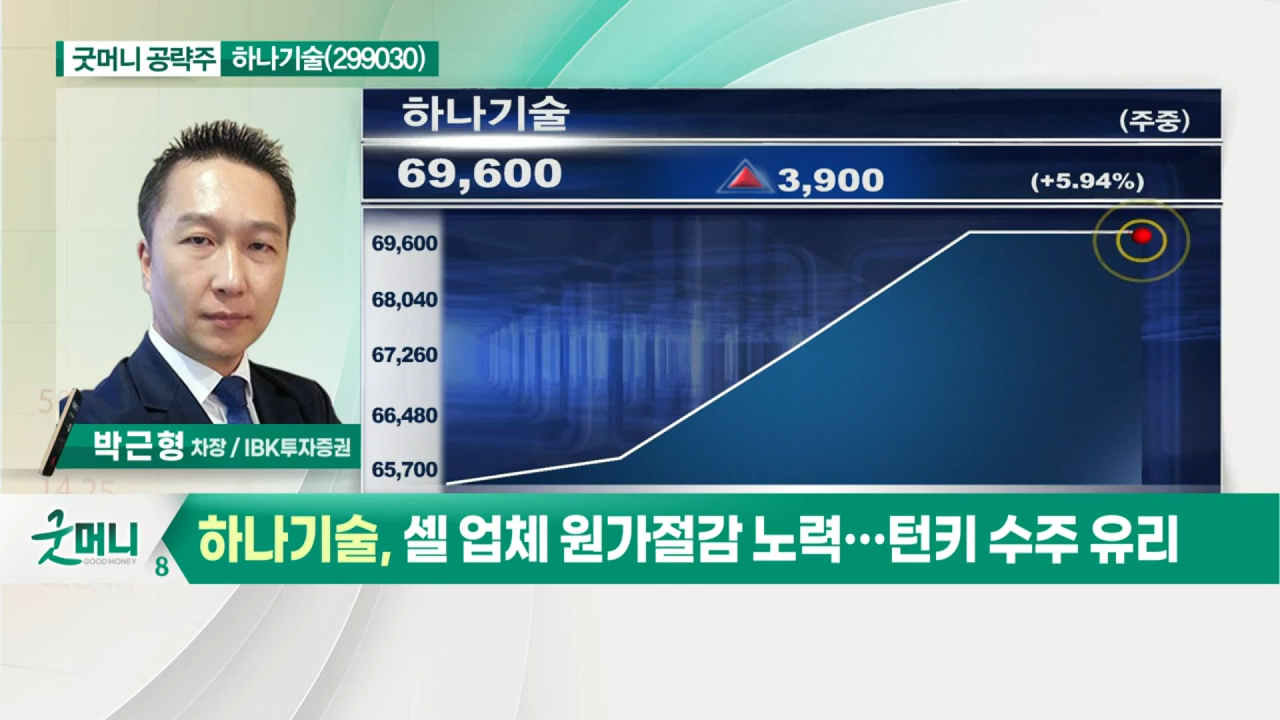 굿머니 공략주 하나기술(299030)
하나기술 (주중)
69,600 3,900 (+5.94%)
69,600
68,040
67,260
66,480
65,700
박근형 차장 / IBK투자증권
굿머니
GOOD MONEY
8
하나기술, 셀 업체 원가절감 노력…턴키 수주 유리